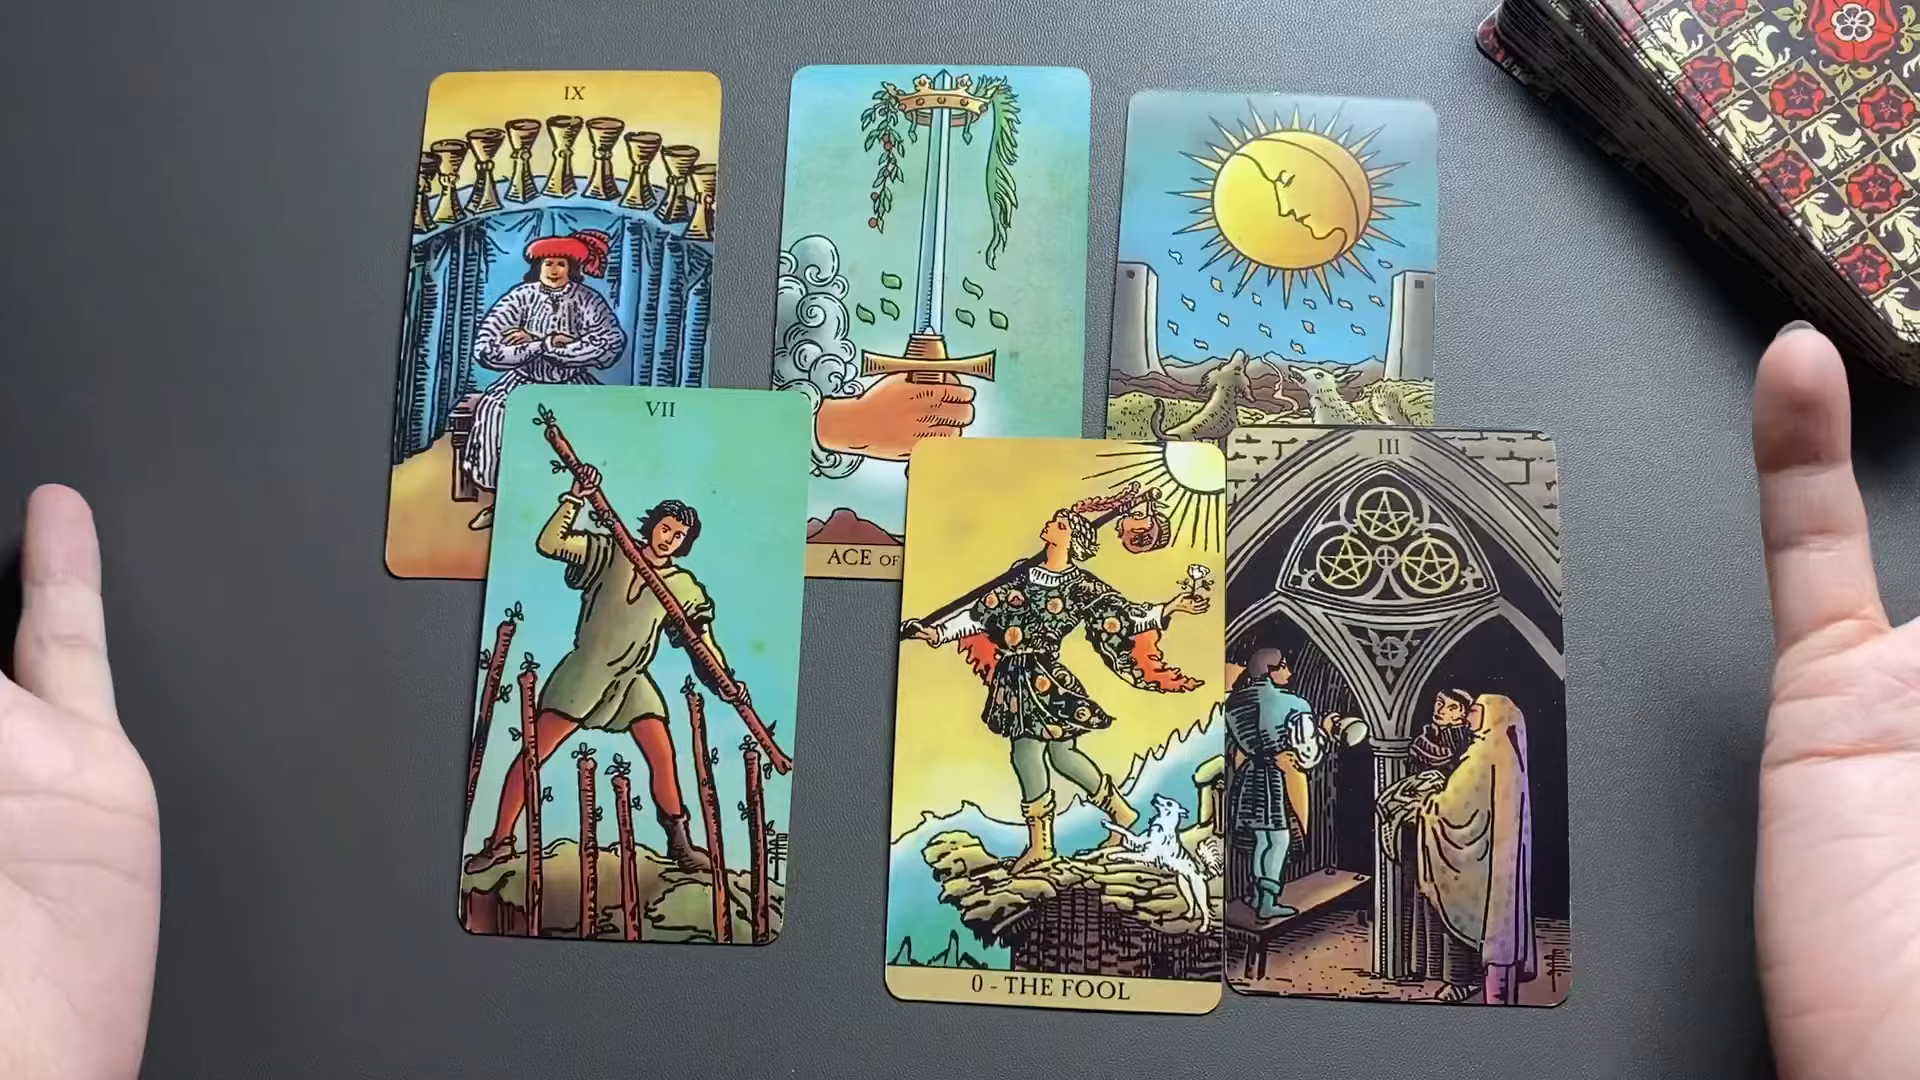 IX
ACE OF
VII
III
0 - THE FOOL